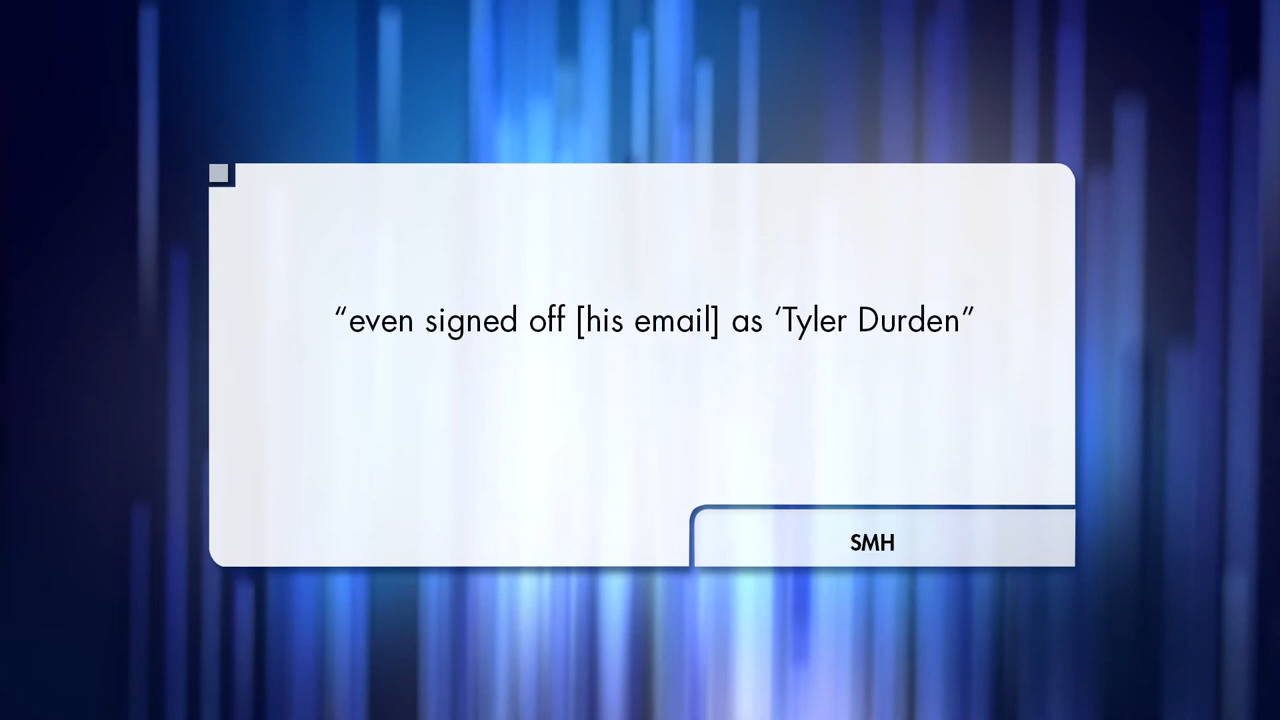 “even signed off [his email] as ‘Tyler Durden”
SMH